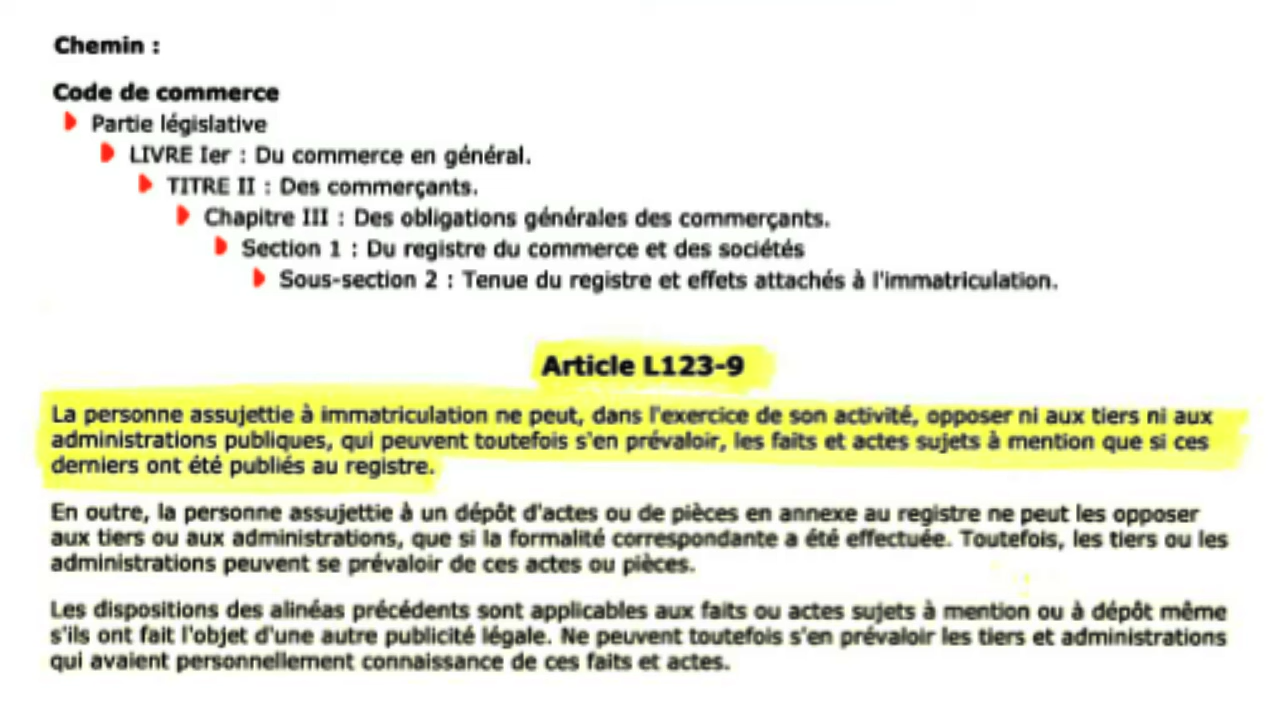 Chemin :
Code de commerce
Partie législative
LIVRE Ier : Du commerce en général.
TITRE II : Des commerçants.
Chapitre III : Des obligations générales des commerçants.
Section 1 : Du registre du commerce et des sociétés
Sous-section 2 : Tenue du registre et effets attachés à l'immatriculation.
Article L123-9
La personne assujettie à immatriculation ne peut, dans l'exercice de son activité, opposer ni aux tiers ni aux
administrations publiques, qui peuvent toutefois s'en prévaloir, les faits et actes sujets à mention que si ces
derniers ont été publiés au registre.
En outre, la personne assujettie à un dépôt d'actes ou de pièces en annexe au registre ne peut les opposer
aux tiers ou aux administrations, que si la formalité correspondante a été effectuée. Toutefois, les tiers ou les
administrations peuvent se prévaloir de ces actes ou pièces.
Les dispositions des alinéas précédents sont applicables aux faits ou actes sujets à mention ou à dépôt même
s'ils ont fait l'objet d'une autre publicité légale. Ne peuvent toutefois s'en prévaloir les tiers et administrations
qui avaient personnellement connaissance de ces faits et actes.